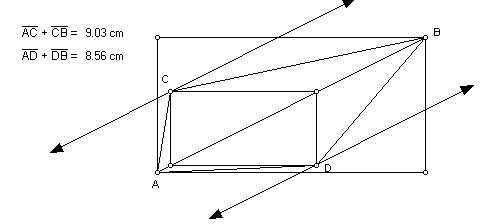 AC + CB = 9.03 cm
AD + DB = 8.56 cm
B
C
D
A